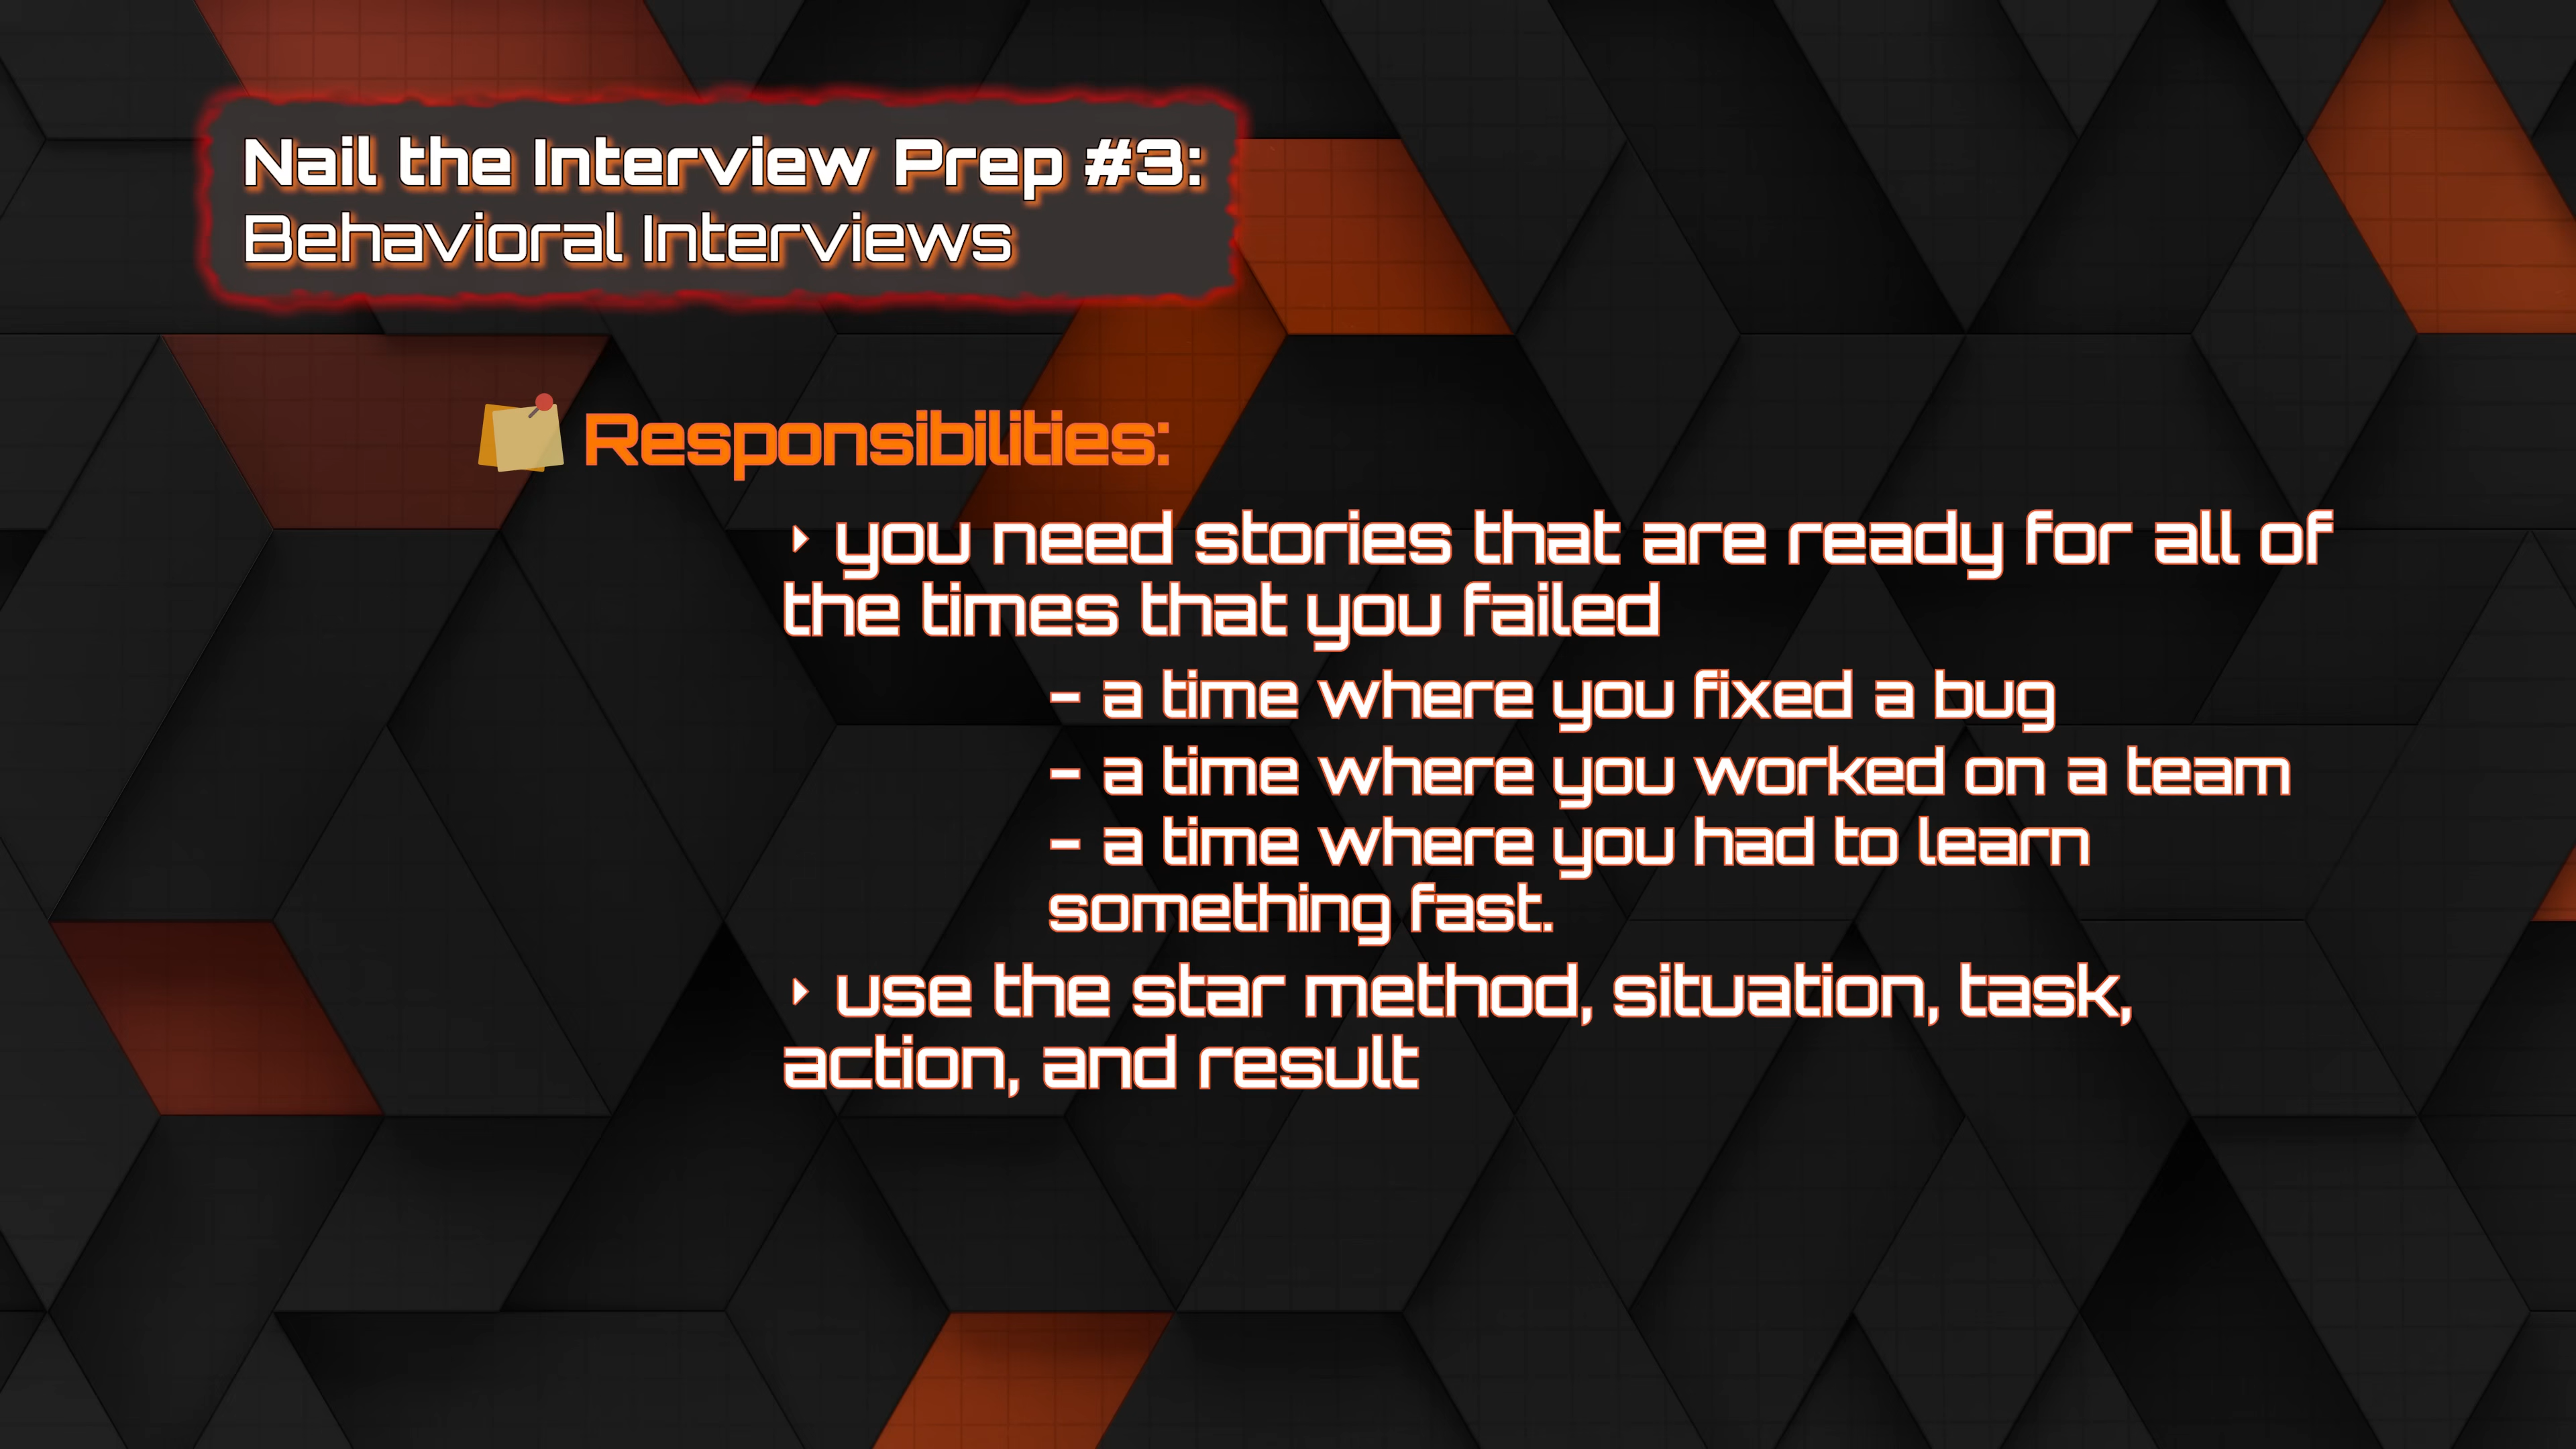 Nail the Interview Prep #3:
Behavioral Interviews
Responsibilities:
‣ you need stories that are ready for all of
the times that you failed
- a time where you fixed a bug
- a time where you worked on a team
- a time where you had to learn
something fast.
‣ use the star method, situation, task,
action, and result